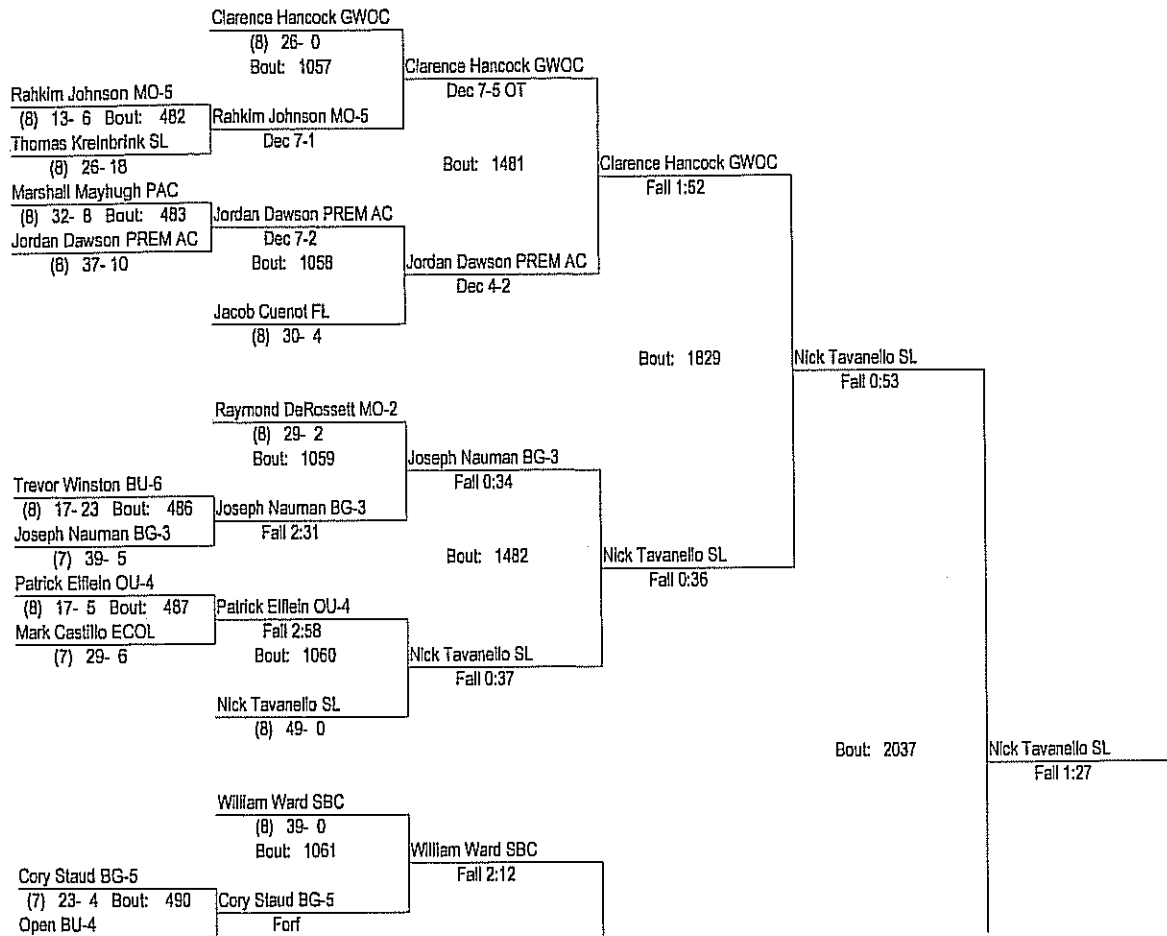 Clarence Hancock GWOC
(8) 26- 0
Bout: 1057
Clarence Hancock GWOC
Dec 7-5 OT
Rahkim Johnson MO-5
(8) 13- 6 Bout: 482
Rahkim Johnson MO-5
Thomas Kreinbrink SL
Dec 7-1
(8) 26- 18
Bout: 1481
Clarence Hancock GWOC
Fall 1:52
Marshall Mayhugh PAC
(8) 32- 8 Bout: 483
Jordan Dawson PREM AC
Jordan Dawson PREM AC
Dec 7-2
(8) 37- 10
Bout: 1058
Jordan Dawson PREM AC
Dec 4-2
Jacob Cuenot FL
(8) 30- 4
Bout: 1829
Nick Tavanello SL
Fall 0:53
Raymond DeRossett MO-2
(8) 29- 2
Bout: 1059
Joseph Nauman BG-3
Fall 0:34
Trevor Winston BU-6
(8) 17- 23 Bout: 486
Joseph Nauman BG-3
Joseph Nauman BG-3
Fall 2:31
(7) 39- 5
Bout: 1482
Nick Tavanello SL
Fall 0:36
Patrick Elflein OU-4
(8) 17- 5 Bout: 487
Patrick Elflein OU-4
Mark Castillo ECOL
Fall 2:58
(7) 29- 6
Bout: 1060
Nick Tavanello SL
Fall 0:37
Nick Tavanello SL
(8) 49- 0
Bout: 2037
Nick Tavanello SL
Fall 1:27
William Ward SBC
(8) 39- 0
Bout: 1061
William Ward SBC
Fall 2:12
Cory Staud BG-5
(7) 23- 4 Bout: 490
Cory Staud BG-5
Open BU-4
Forf